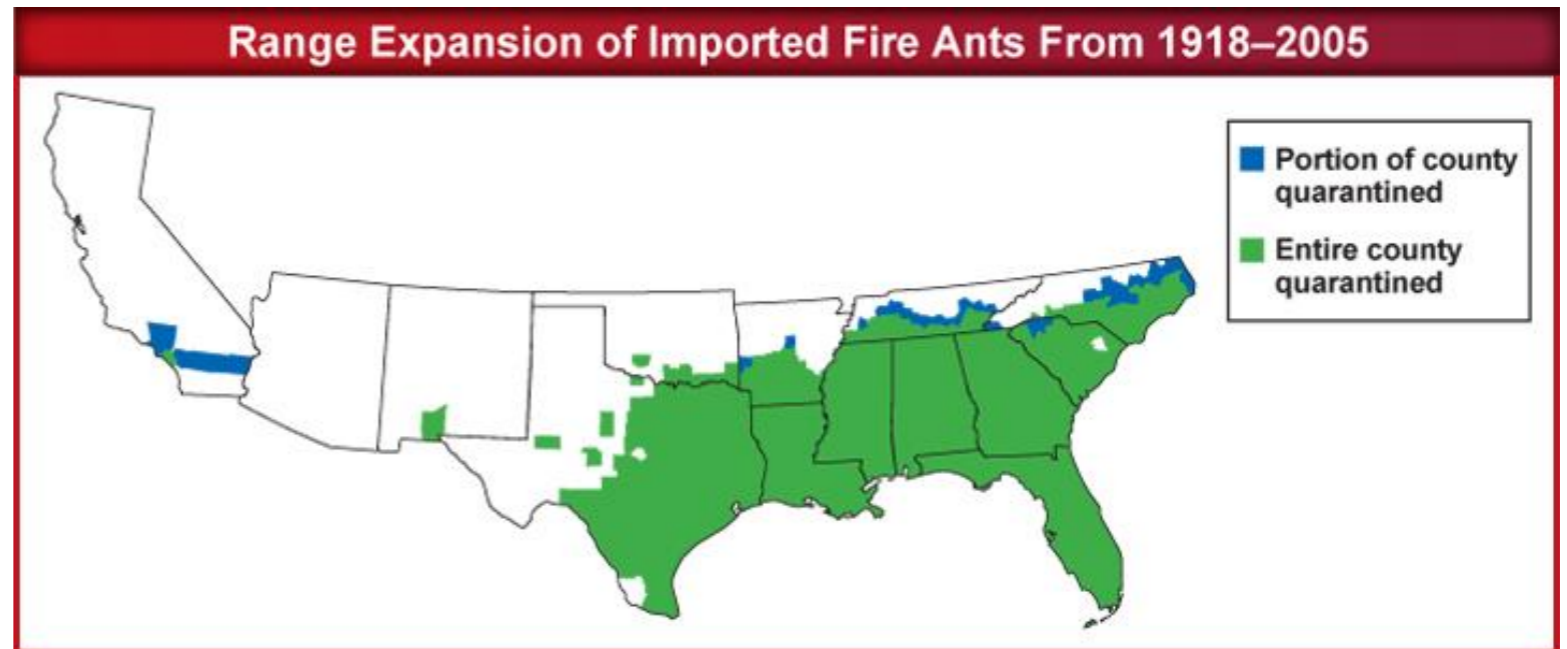 Range Expansion of Imported Fire Ants From 1918–2005
Portion of county
quarantined
Entire county
quarantined